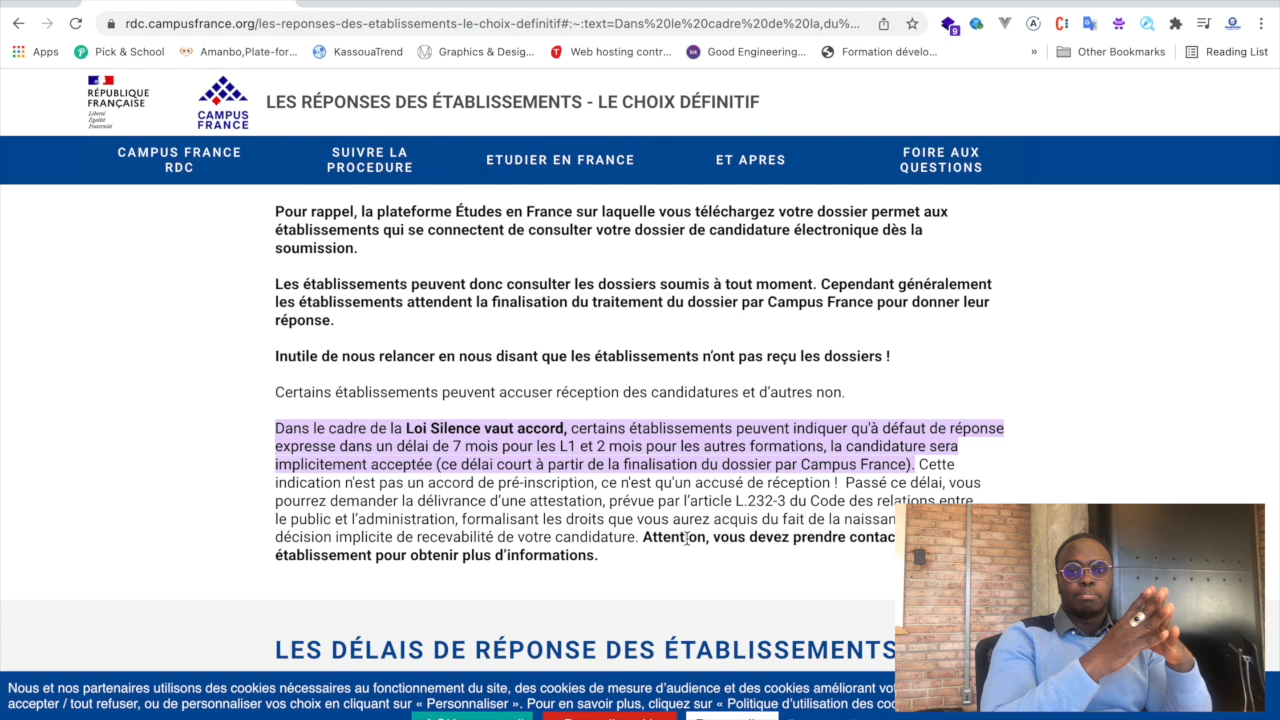 rdc.campusfrance.org/les-reponses-des-etablissements-le-choix-definitif#:~:text=Dans%20le%20cadre%20de%20la,du%...
9
Apps
Pick & School
Amanbo,Plate-for...
KassouaTrend
Graphics & Desig...
Web hosting contr...
Good Engineering...
Formation dévelo...
»
Other Bookmarks
Reading List
RÉPUBLIQUE
FRANÇAISE
Liberté
Égalité
Fraternité
CAMPUS
FRANCE
LES RÉPONSES DES ÉTABLISSEMENTS - LE CHOIX DÉFINITIF
CAMPUS FRANCE
RDC
SUIVRE LA
PROCEDURE
ETUDIER EN FRANCE
ET APRES
FOIRE AUX
QUESTIONS
Pour rappel, la plateforme Études en France sur laquelle vous téléchargez votre dossier permet aux
établissements qui se connectent de consulter votre dossier de candidature électronique dès la
soumission.
Les établissements peuvent donc consulter les dossiers soumis à tout moment. Cependant généralement
les établissements attendent la finalisation du traitement du dossier par Campus France pour donner leur
réponse.
Inutile de nous relancer en nous disant que les établissements n’ont pas reçu les dossiers !
Certains établissements peuvent accuser réception des candidatures et d’autres non.
Dans le cadre de la Loi Silence vaut accord, certains établissements peuvent indiquer qu'à défaut de réponse
expresse dans un délai de 7 mois pour les L1 et 2 mois pour les autres formations, la candidature sera
implicitement acceptée (ce délai court à partir de la finalisation du dossier par Campus France). Cette
indication n'est pas un accord de pré-inscription, ce n'est qu'un accusé de réception ! Passé ce délai, vous
pourrez demander la délivrance d’une attestation, prévue par l’article L.232-3 du Code des relations entre
le public et l’administration, formalisant les droits que vous aurez acquis du fait de la naissan
décision implicite de recevabilité de votre candidature. Attention, vous devez prendre contac
établissement pour obtenir plus d’informations.
LES DÉLAIS DE RÉPONSE DES ÉTABLISSEMENTS
Nous et nos partenaires utilisons des cookies nécessaires au fonctionnement du site, des cookies de mesure d’audience et des cookies améliorant vo
accepter / tout refuser, ou de personnaliser vos choix en cliquant sur « Personnaliser ». Pour en savoir plus, cliquez sur « Politique d’utilisation des coo